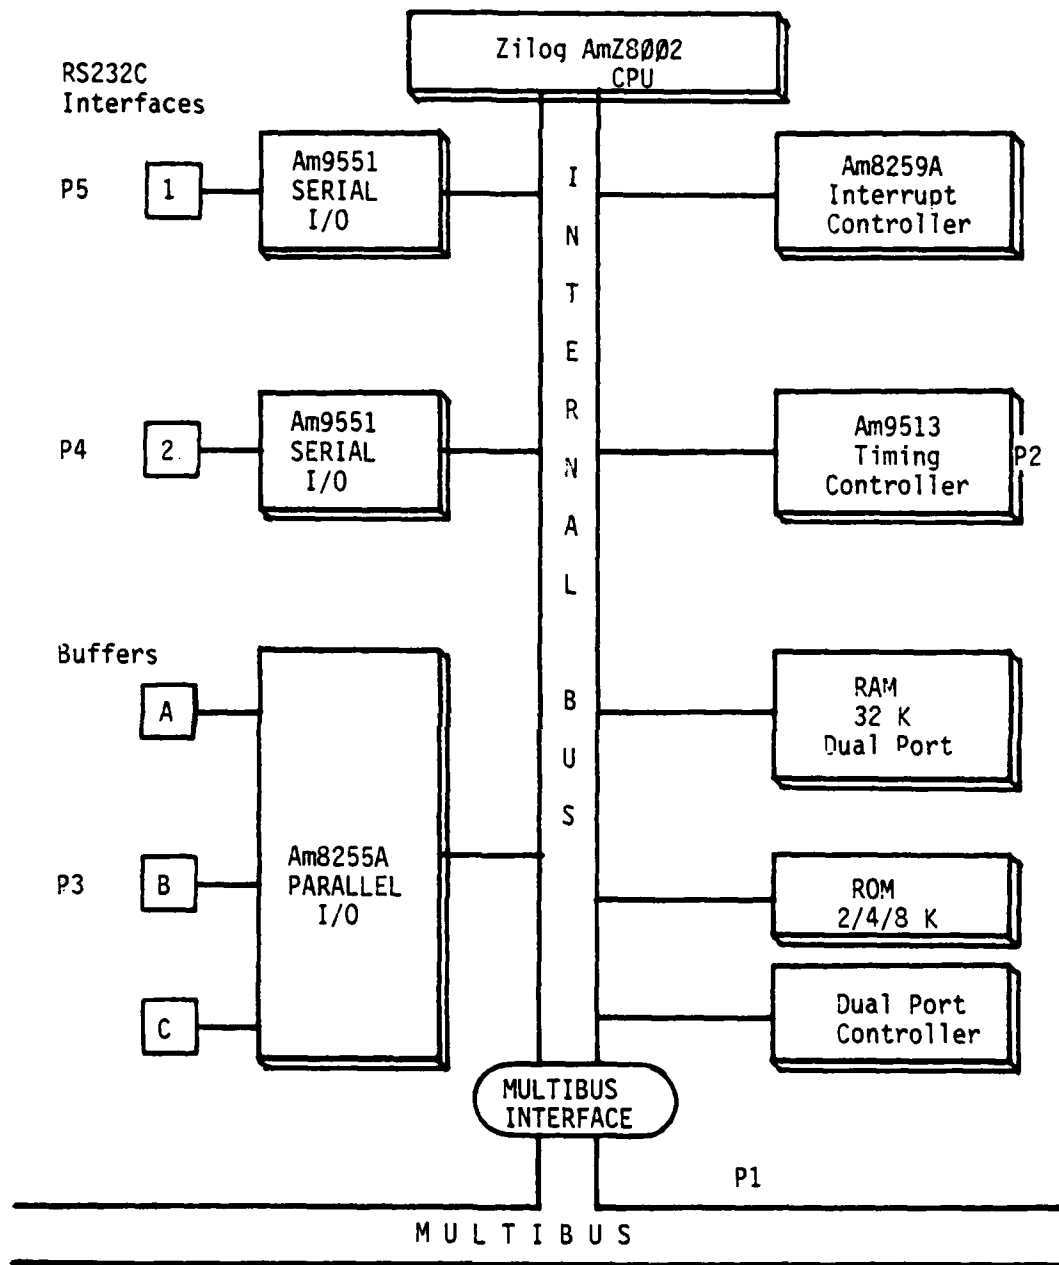 Zilog AmZ8002
CPU
RS232C
Interfaces
P5
1
Am9551
SERIAL
I/O
Am8259A
Interrupt
Controller
P4
2
Am9551
SERIAL
I/O
Am9513
Timing
Controller
P2
INTERNAL BUS
Buffers
A
P3
B
C
Am8255A
PARALLEL
I/O
RAM
32 K
Dual Port
ROM
2/4/8 K
Dual Port
Controller
MULTIBUS
INTERFACE
P1
MULTIBUS